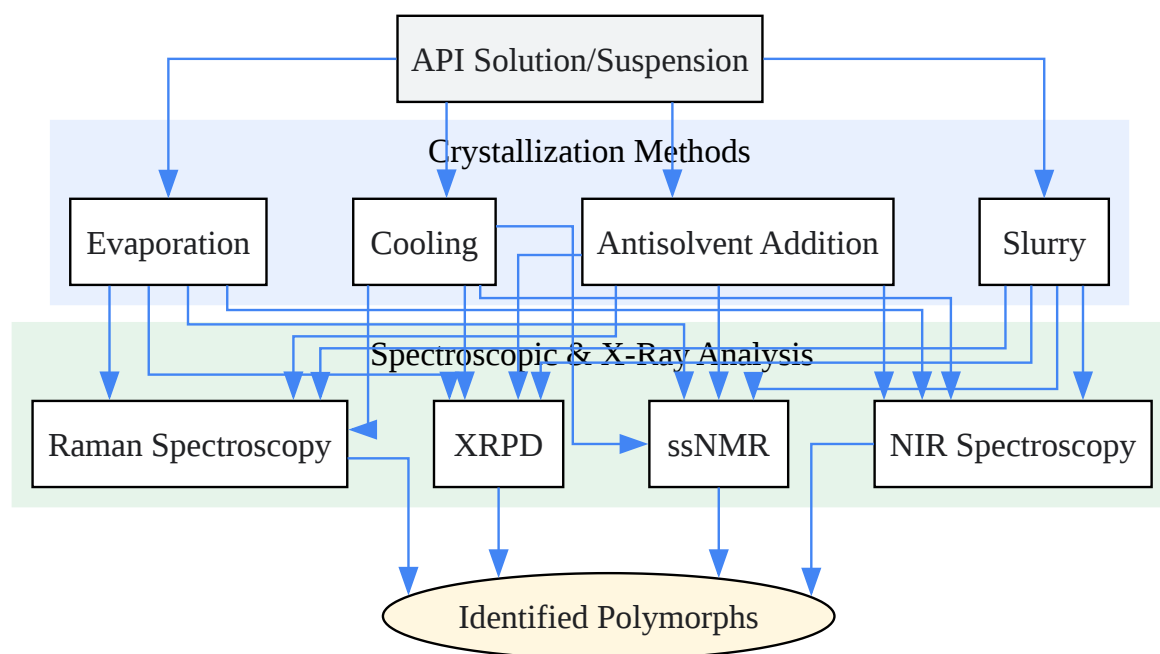 API Solution/Suspension
Crystallization Methods
Evaporation
Cooling
Antisolvent Addition
Slurry
Spectroscopic & X-Ray Analysis
Raman Spectroscopy
XRPD
ssNMR
NIR Spectroscopy
Identified Polymorphs